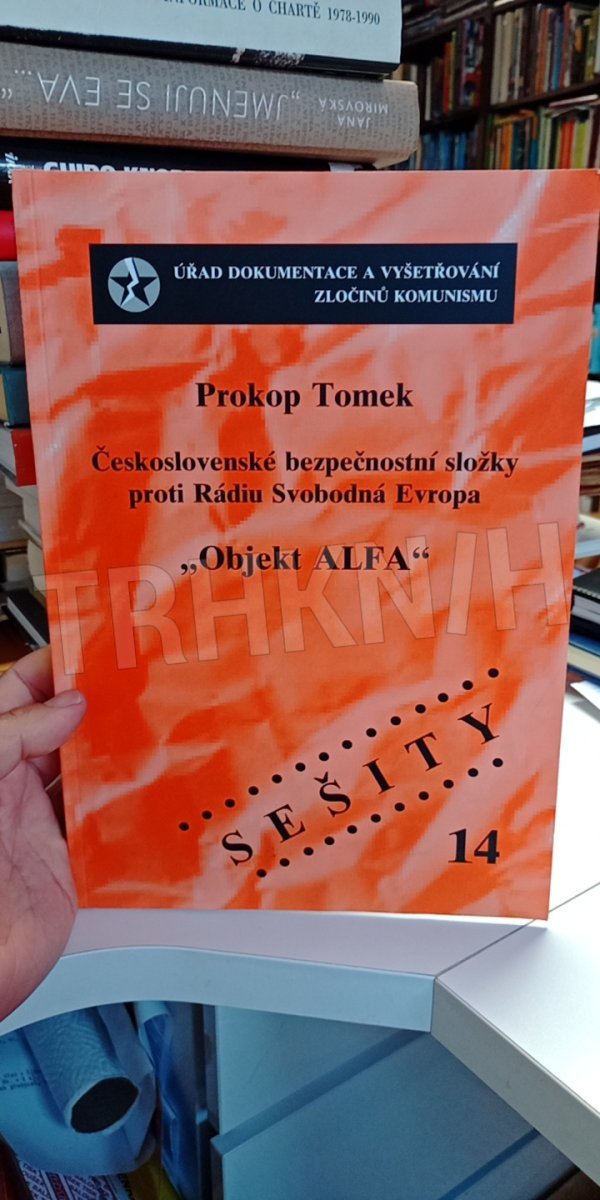 INFORMACE O CHARTĚ 1978-1990
„JMENUJI SE EVA..."
JANA
MIROVSKÁ
GUIDO
ÚŘAD DOKUMENTACE A VYŠETŘOVÁNÍ
ZLOČINŮ KOMUNISMU
Prokop Tomek
Československé bezpečnostní složky
proti Rádiu Svobodná Evropa
„Objekt ALFA“
TRHKNIH
SEŠITY
14